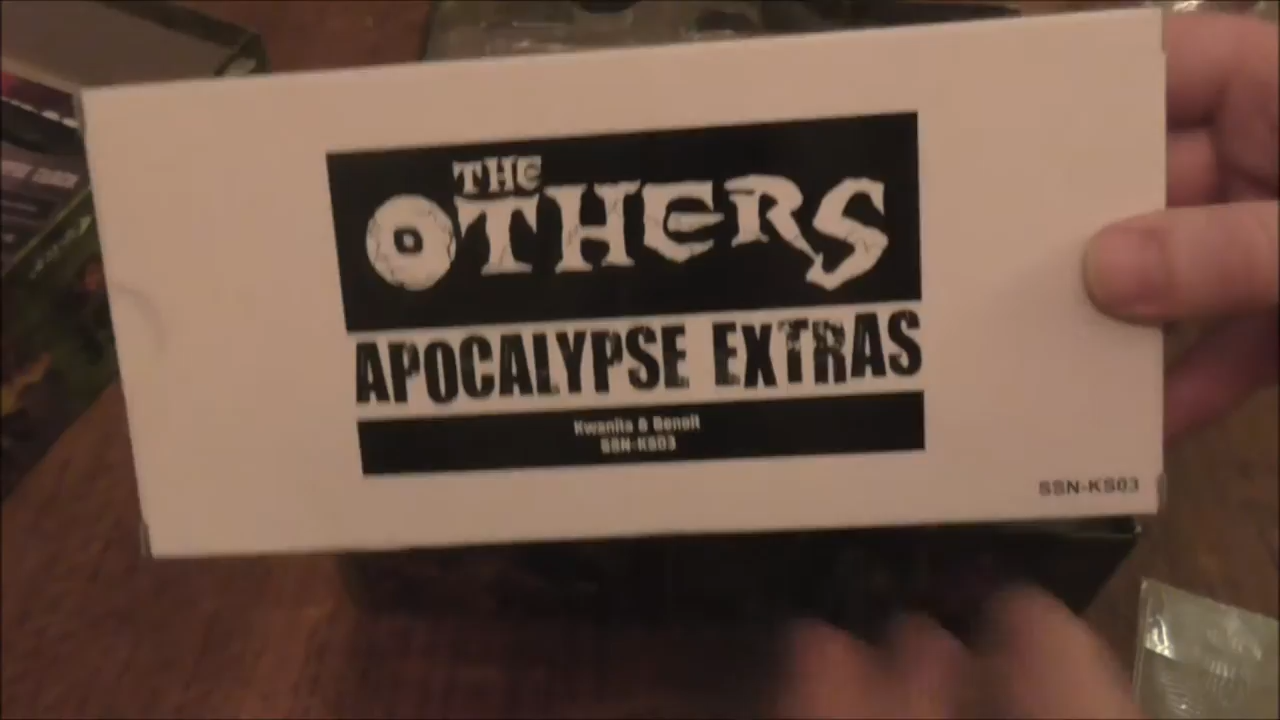 THE
OTHERS
APOCALYPSE EXTRAS
Kwanita & Benoit
SSN-KS03
SSN-KS03